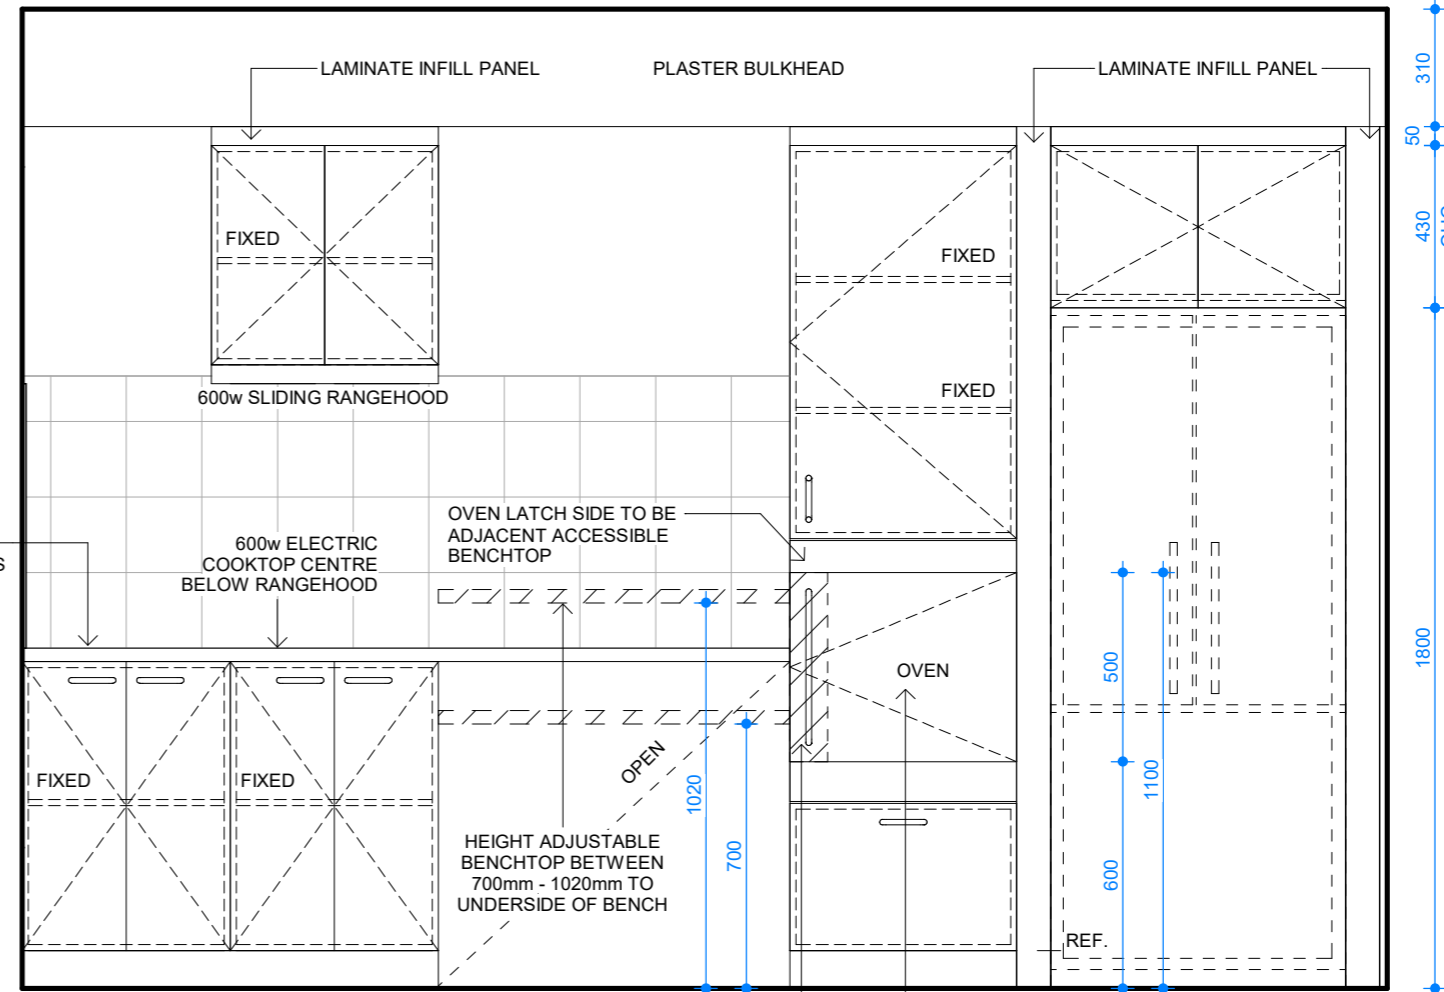 LAMINATE INFILL PANEL
PLASTER BULKHEAD
LAMINATE INFILL PANEL
310
50
430
1800
FIXED
FIXED
FIXED
600w SLIDING RANGEHOOD
OVEN LATCH SIDE TO BE
ADJACENT ACCESSIBLE
BENCHTOP
S
600w ELECTRIC
COOKTOP CENTRE
BELOW RANGEHOOD
OVEN
500
1100
600
FIXED
FIXED
OPEN
1020
700
HEIGHT ADJUSTABLE
BENCHTOP BETWEEN
700mm - 1020mm TO
UNDERSIDE OF BENCH
REF.